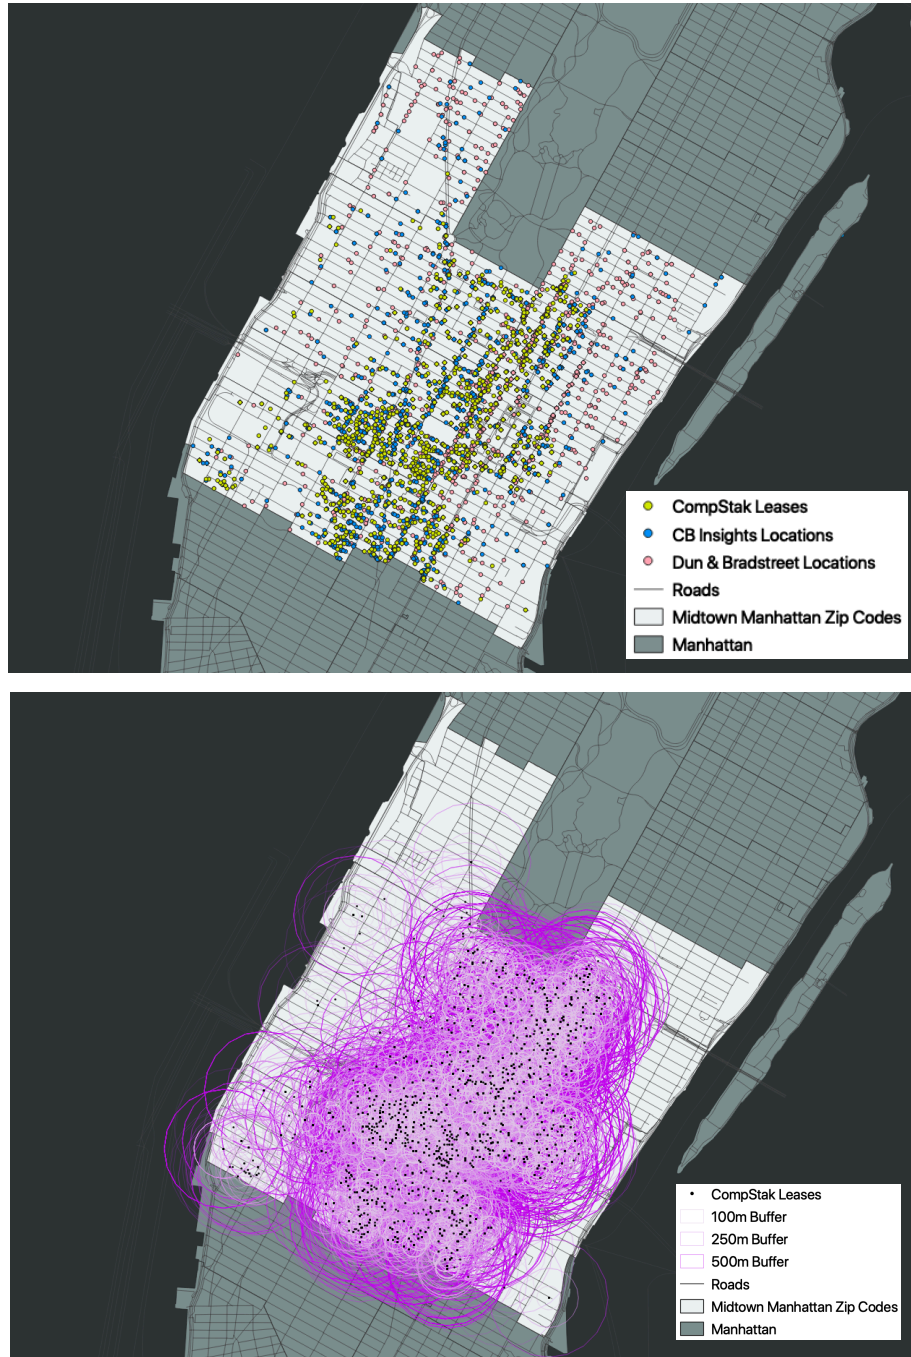 CompStak Leases
CB Insights Locations
Dun & Bradstreet Locations
Roads
Midtown Manhattan Zip Codes
Manhattan
CompStak Leases
100m Buffer
250m Buffer
500m Buffer
Roads
Midtown Manhattan Zip Codes
Manhattan